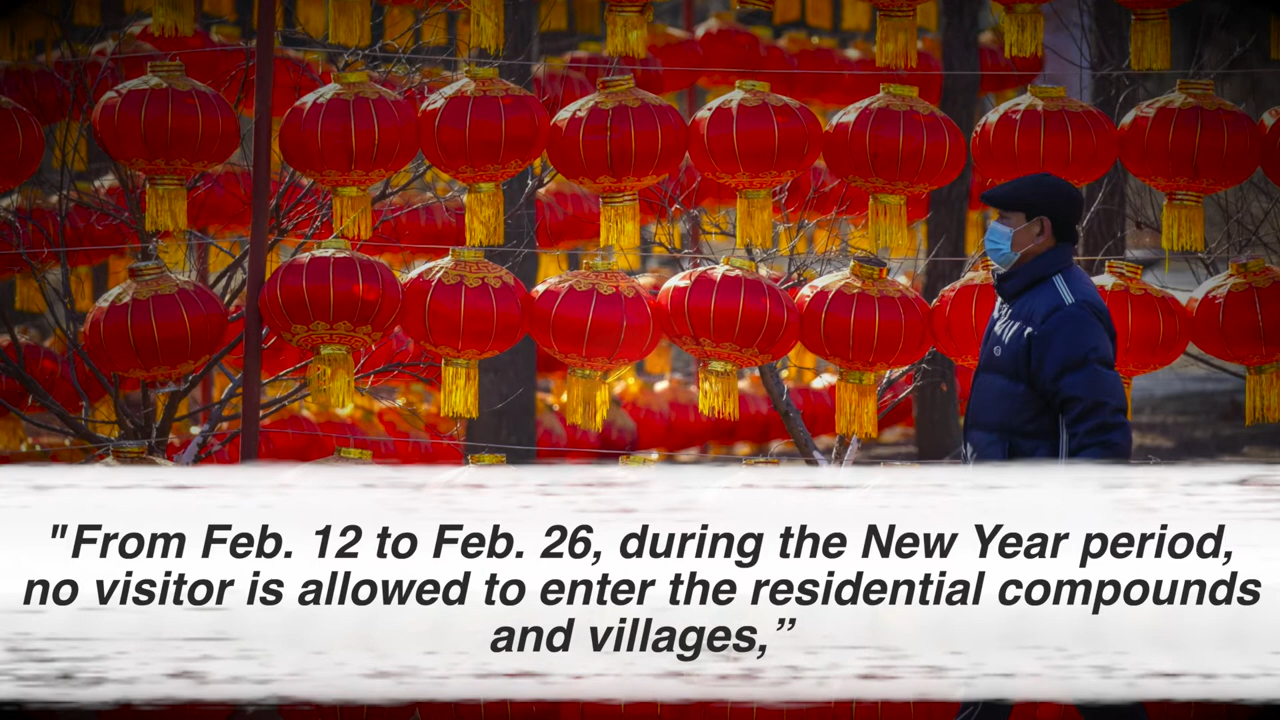 "From Feb. 12 to Feb. 26, during the New Year period,
no visitor is allowed to enter the residential compounds
and villages,”